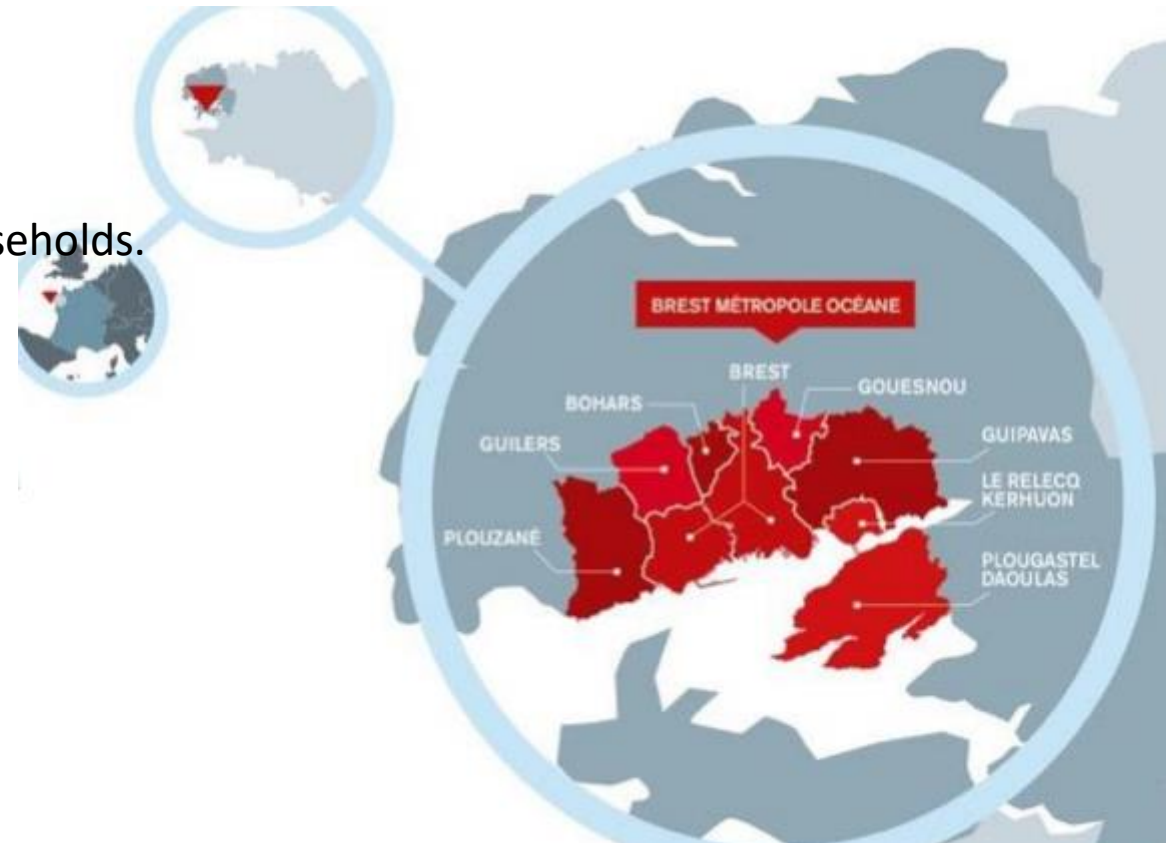 seholds.
BREST MÉTROPOLE OCÉANE
BREST
GOUESNOU
BOHARS
GUIPAVAS
GUILERS
LE RELECQ
KERHUON
PLOUZANÉ
PLOUGASTEL
DAOULAS